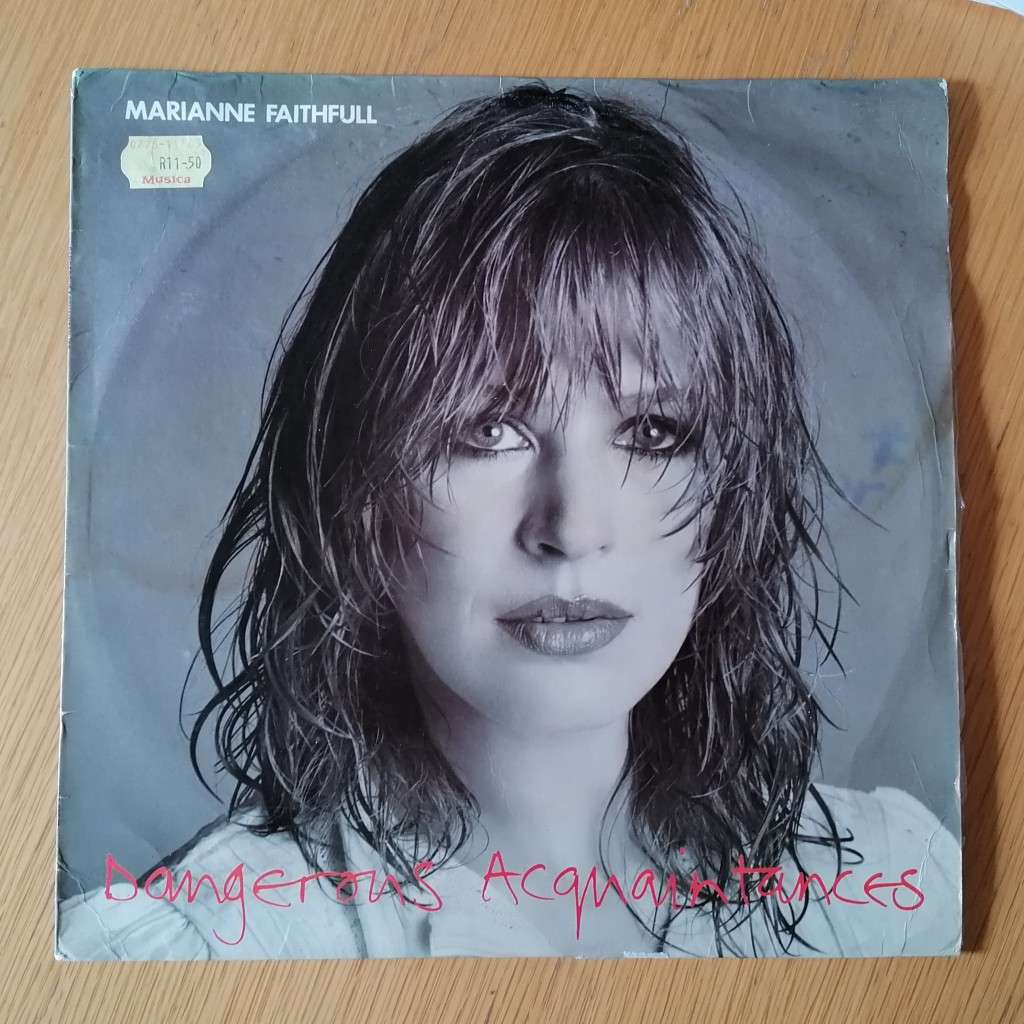 MARIANNE FAITHFULL
R11-50
Musica
Dangerous Acquaintances